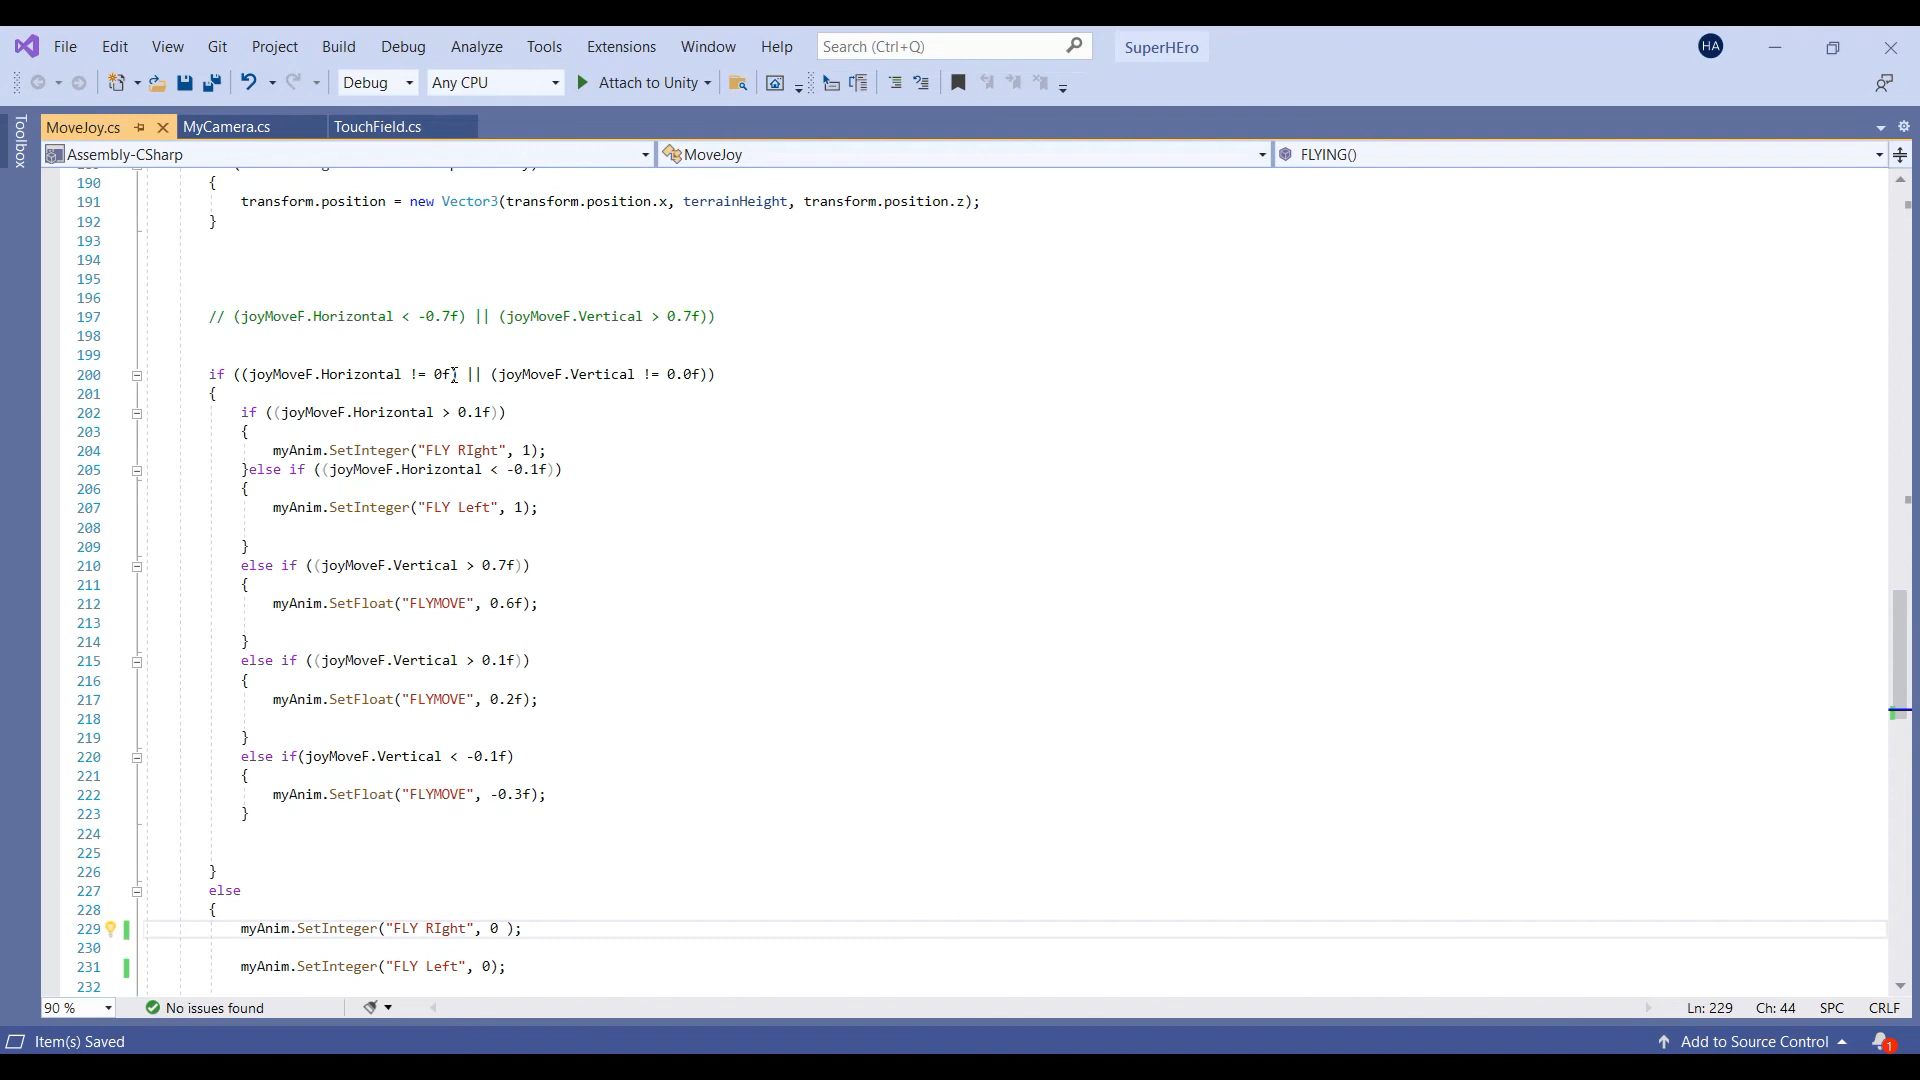 File Edit View Git Project Build Debug Analyze Tools Extensions Window Help Search (Ctrl+Q) SuperHEro HA
Debug Any CPU Attach to Unity
Toolbox
MoveJoy.cs MyCamera.cs TouchField.cs
Assembly-CSharp MoveJoy FLYING()
190 {
191 transform.position = new Vector3(transform.position.x, terrainHeight, transform.position.z);
192 }
193
194
195
196
197 // (joyMoveF.Horizontal < -0.7f) || (joyMoveF.Vertical > 0.7f))
198
199
200 if ((joyMoveF.Horizontal != 0f) || (joyMoveF.Vertical != 0.0f))
201 {
202 if ((joyMoveF.Horizontal > 0.1f))
203 {
204 myAnim.SetInteger("FLY RIght", 1);
205 }else if ((joyMoveF.Horizontal < -0.1f))
206 {
207 myAnim.SetInteger("FLY Left", 1);
208
209 }
210 else if ((joyMoveF.Vertical > 0.7f))
211 {
212 myAnim.SetFloat("FLYMOVE", 0.6f);
213
214 }
215 else if ((joyMoveF.Vertical > 0.1f))
216 {
217 myAnim.SetFloat("FLYMOVE", 0.2f);
218
219 }
220 else if(joyMoveF.Vertical < -0.1f)
221 {
222 myAnim.SetFloat("FLYMOVE", -0.3f);
223 }
224
225
226 }
227 else
228 {
229 myAnim.SetInteger("FLY RIght", 0 );
230
231 myAnim.SetInteger("FLY Left", 0);
232
90 % No issues found Ln: 229 Ch: 44 SPC CRLF
Item(s) Saved Add to Source Control 1